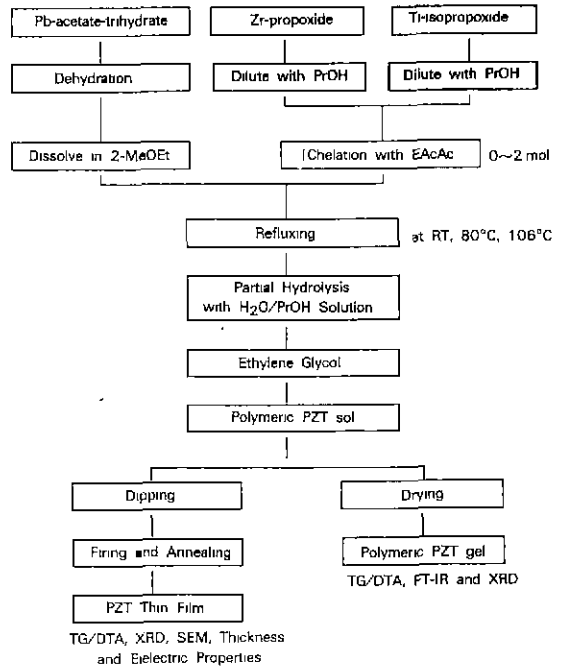 Pb-acetate-trihydrate
Zr-propoxide
Ti-isopropoxide
Dehydration
Dilute with PrOH
Dilute with PrOH
Dissolve in 2-MeOEt
Chelation with EAcAc
0~2 mol
Refluxing
at RT, 80°C, 106°C
Partial Hydrolysis
with H₂O/PrOH Solution
Ethylene Glycol
Polymeric PZT sol
Dipping
Drying
Firing and Annealing
Polymeric PZT gel
TG/DTA, FT-IR and XRD
PZT Thin Film
TG/DTA, XRD, SEM, Thickness
and Eielectric Properties